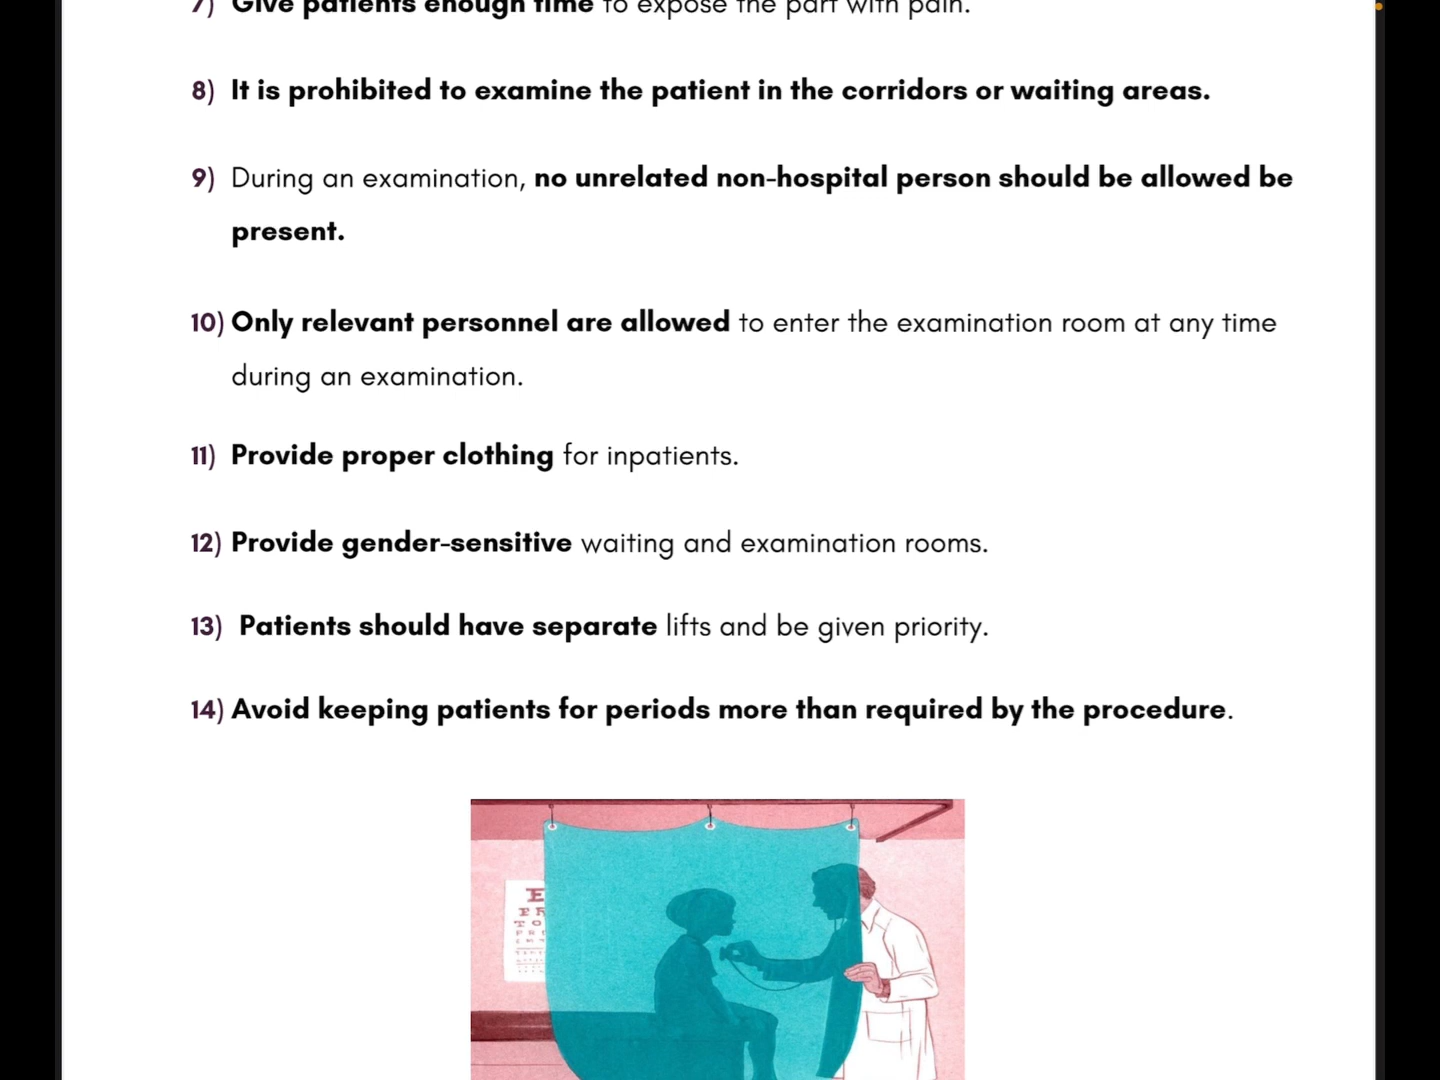 7) Give patients enough time to expose the part with pain.
8) It is prohibited to examine the patient in the corridors or waiting areas.
9) During an examination, no unrelated non-hospital person should be allowed be
present.
10) Only relevant personnel are allowed to enter the examination room at any time
during an examination.
11) Provide proper clothing for inpatients.
12) Provide gender-sensitive waiting and examination rooms.
13) Patients should have separate lifts and be given priority.
14) Avoid keeping patients for periods more than required by the procedure.
E